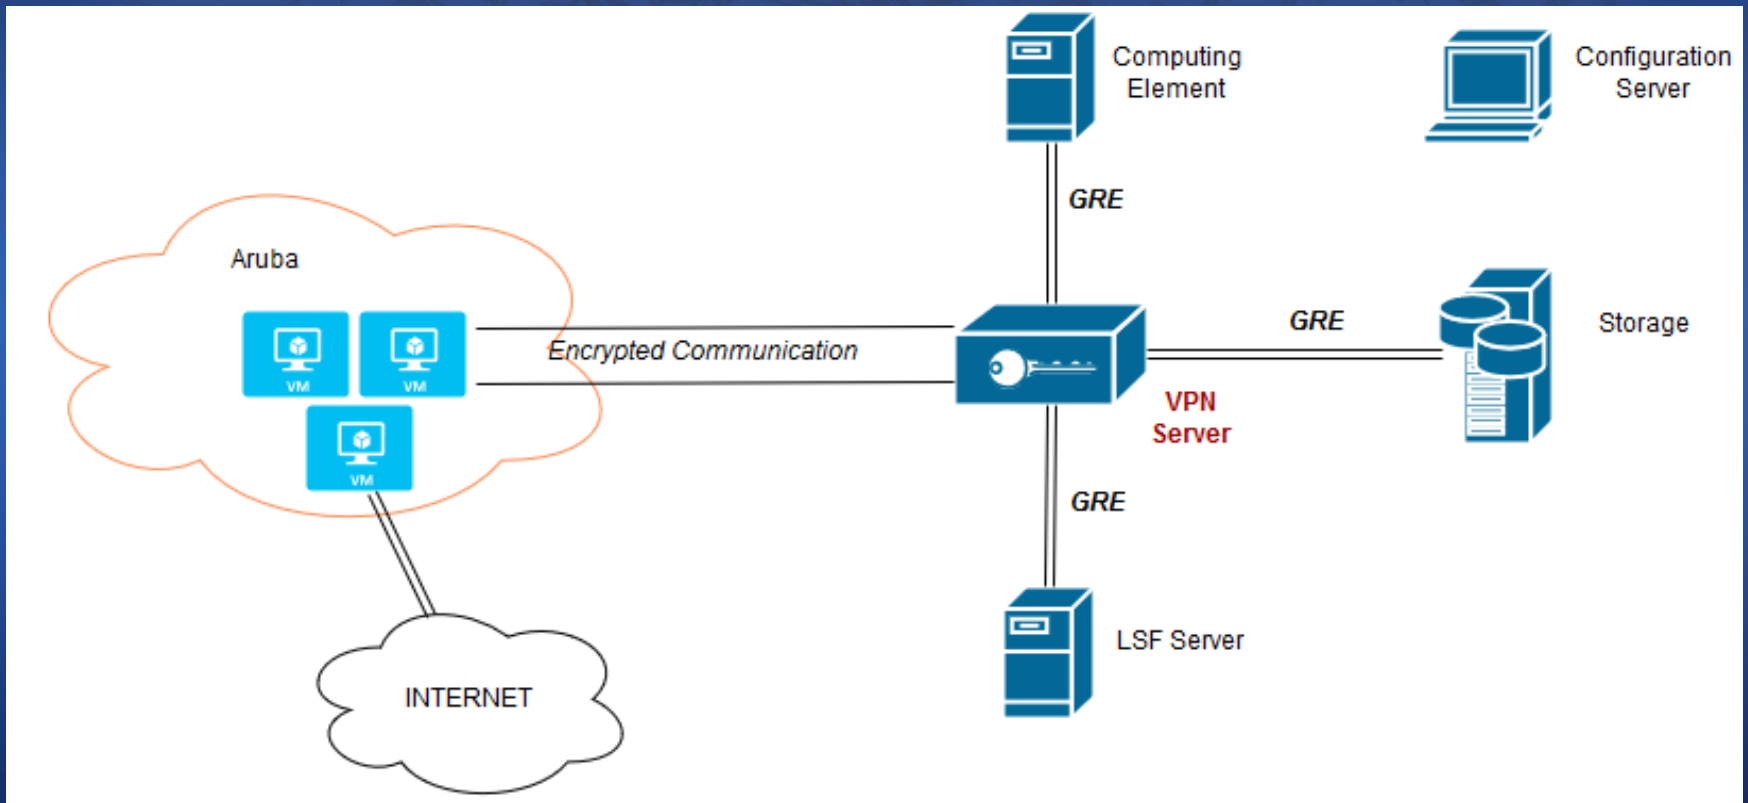 Computing
Element
Configuration
Server
GRE
Aruba
VM
VM
VM
Encrypted Communication
GRE
Storage
VPN
Server
GRE
LSF Server
INTERNET